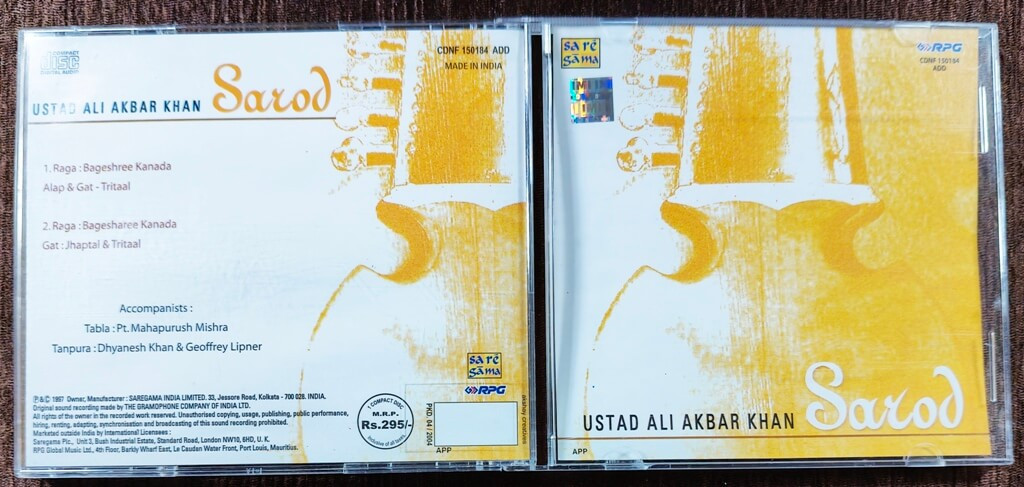 COMPACT
disc
DIGITAL AUDIO
CDNF 150184 ADD
MADE IN INDIA
USTAD ALI AKBAR KHAN Sarod
1. Raga : Bageshree Kanada
Alap & Gat - Tritaal
2. Raga : Bagesharee Kanada
Gat : Jhaptal & Tritaal
Accompanists :
Tabla : Pt. Mahapurush Mishra
Tanpura : Dhyanesh Khan & Geoffrey Lipner
sa rē
gama
RPG
℗ & © 1997 Owner, Manufacturer : SAREGAMA INDIA LIMITED. 33, Jessore Road, Kolkata - 700 028. INDIA.
Original sound recording made by THE GRAMOPHONE COMPANY OF INDIA LTD.
All rights of the owner in the recorded work reserved. Unauthorised copying, usage, publishing, public performance,
hiring, renting, adapting, synchronisation and broadcasting of this sound recording prohibited.
Marketed outside India by International Licensees :
Saregama Plc., Unit 3, Bush Industrial Estate, Standard Road, London NW10, 6HD, U. K.
RPG Global Music Ltd., 4th Floor, Barkly Wharf East, Le Caudan Water Front, Port Louis, Mauritius.
1 COMPACT DISC
M.R.P.
Rs.295/-
Inclusive of all taxes
PKD 04 / 2004
APP
akshay creatives
sa rē
gama
RPG
CDNF 150184
ADD
USTAD ALI AKBAR KHAN Sarod
APP